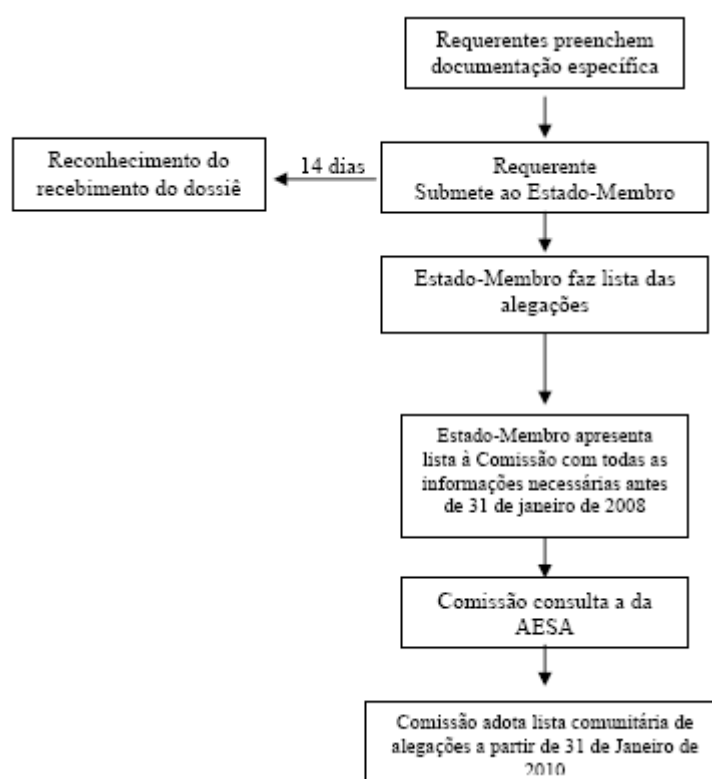 Requerentes preenchem
documentação específica
Reconhecimento do
recebimento do dossiê
14 dias
Requerente
Submete ao Estado-Membro
Estado-Membro faz lista das
alegações
Estado-Membro apresenta
lista à Comissão com todas as
informações necessárias antes
de 31 de janeiro de 2008
Comissão consulta a da
AESA
Comissão adota lista comunitária de
alegações a partir de 31 de Janeiro de
2010